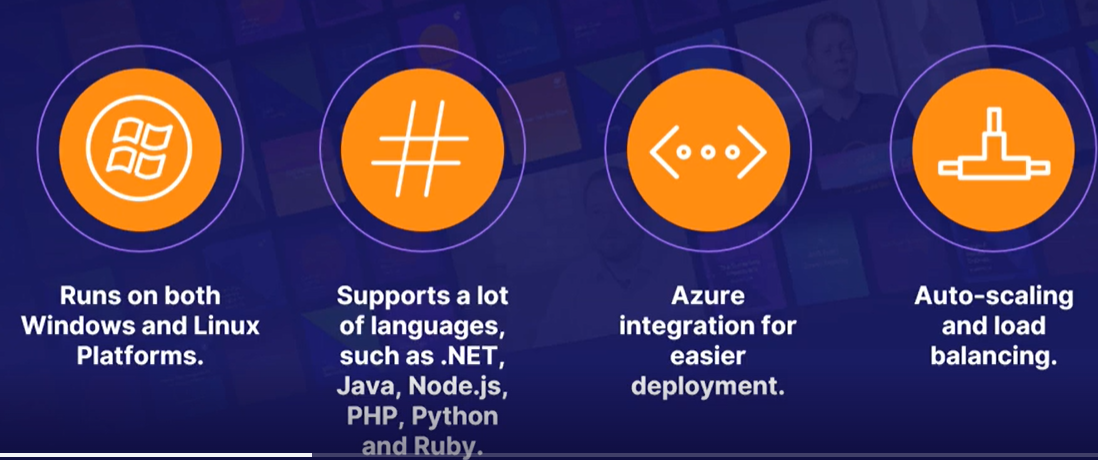 Runs on both
Windows and Linux
Platforms.
Supports a lot
of languages,
such as .NET,
Java, Node.js,
PHP, Python
and Ruby.
Azure
integration for
easier
deployment.
Auto-scaling
and load
balancing.